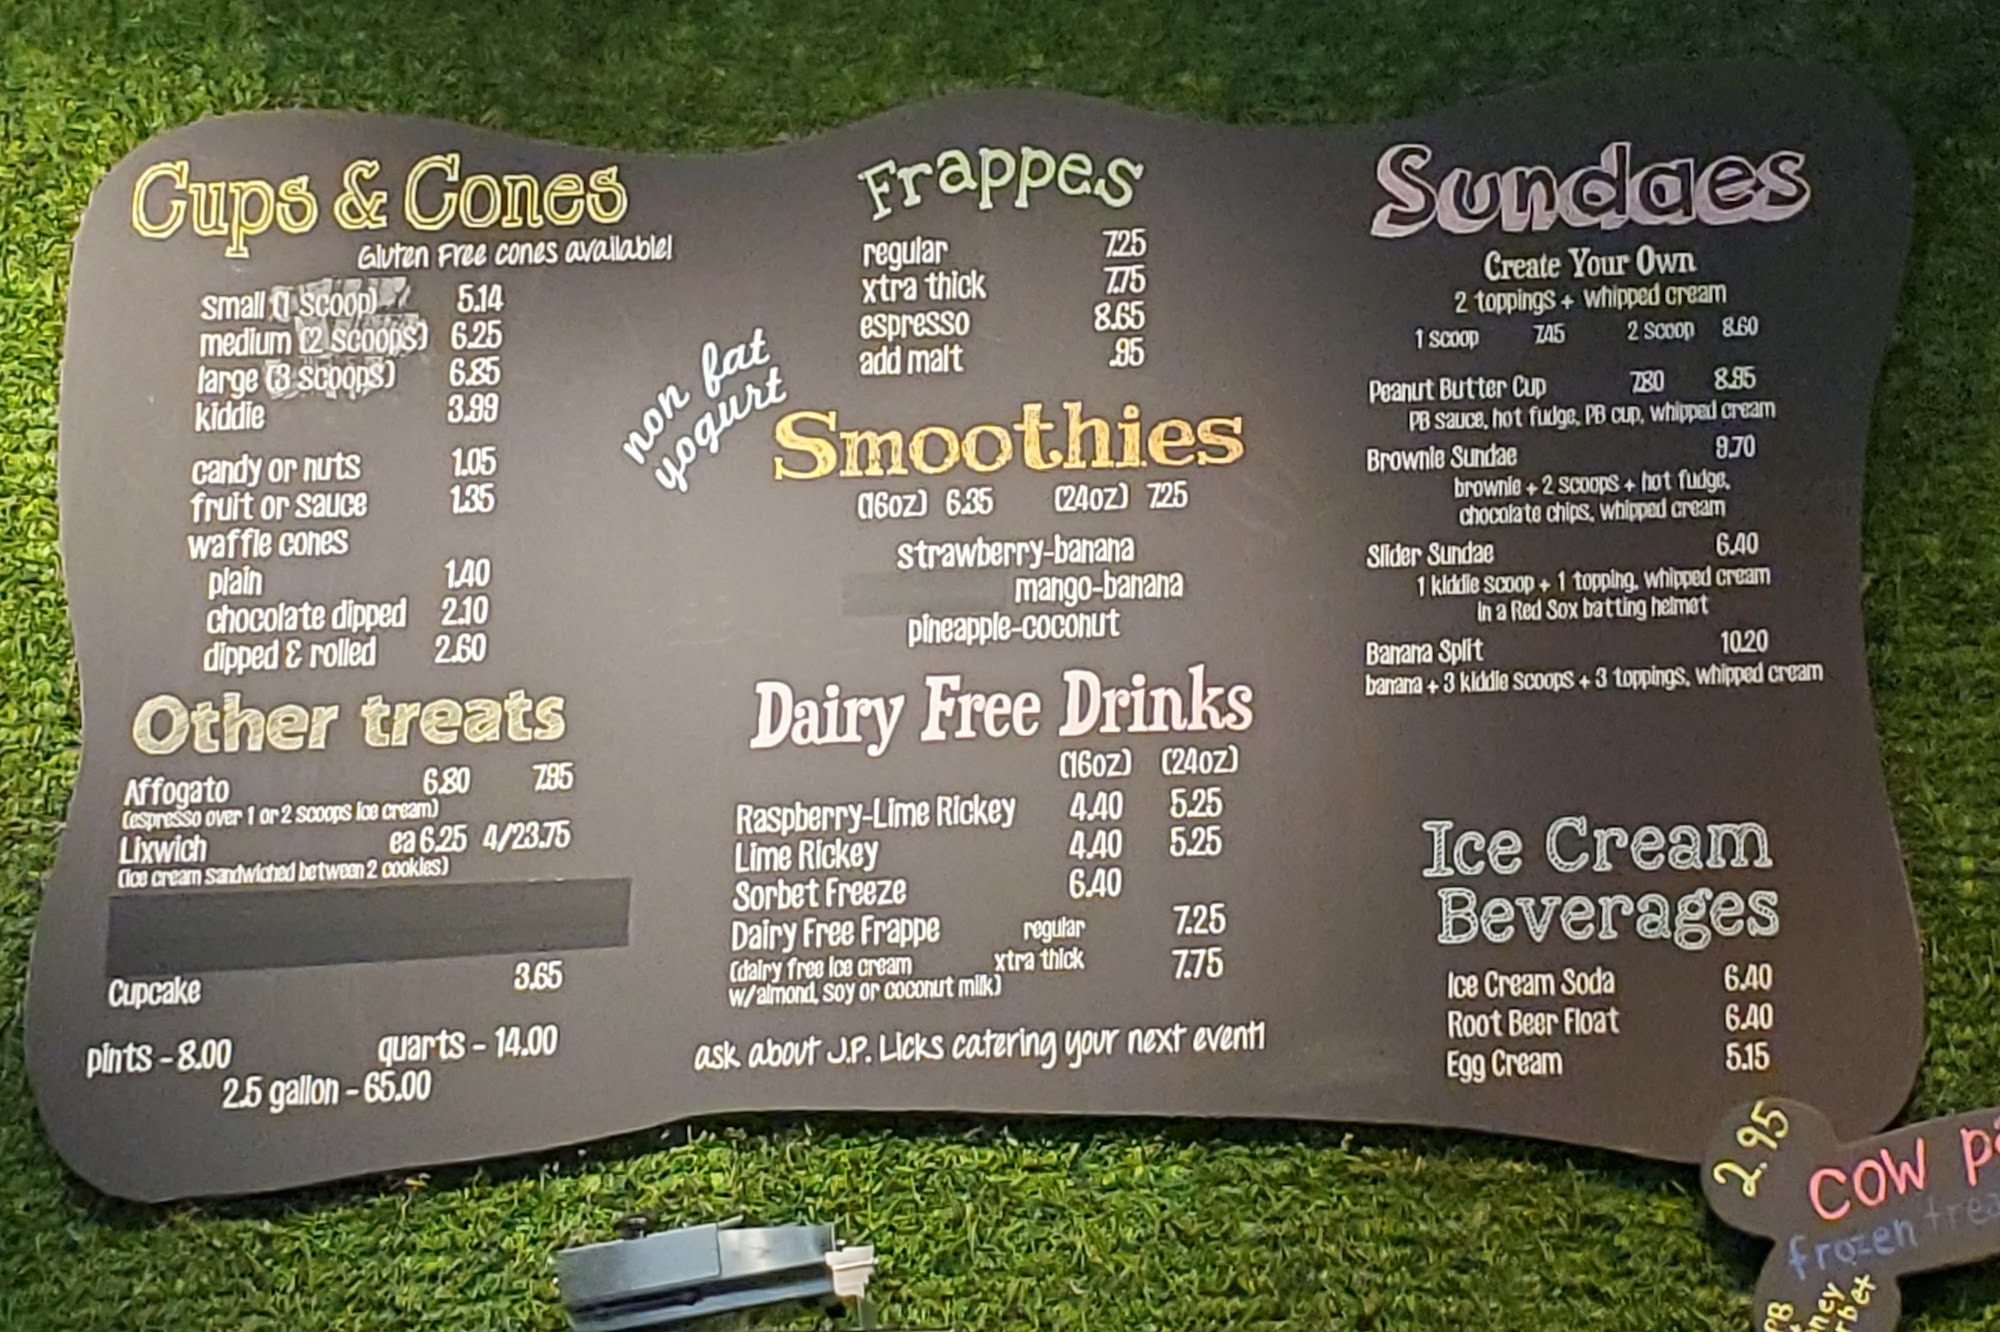 Cups & Cones
Gluten Free cones available!
small (1 scoop) 5.14
medium (2 scoops) 6.25
large (3 scoops) 6.85
kiddie 3.99
candy or nuts 1.05
fruit or sauce 1.35
waffle cones
plain 1.40
chocolate dipped 2.10
dipped & rolled 2.60
Other treats
Affogato 6.80 7.95
(espresso over 1 or 2 scoops ice cream)
Lixwich ea 6.25 4/23.75
(ice cream sandwiched between 2 cookies)
Cupcake 3.65
pints - 8.00 quarts - 14.00
2.5 gallon - 65.00
Frappes
regular 7.25
xtra thick 7.75
espresso 8.65
add malt .95
non fat
yogurt
Smoothies
(16oz) 6.35 (24oz) 7.25
strawberry-banana
mango-banana
pineapple-coconut
Dairy Free Drinks
(16oz) (24oz)
Raspberry-Lime Rickey 4.40 5.25
Lime Rickey 4.40 5.25
Sorbet Freeze 6.40
Dairy Free Frappe regular 7.25
(dairy free ice cream xtra thick 7.75
w/almond, soy or coconut milk)
ask about J.P. Licks catering your next event!
Sundaes
Create Your Own
2 toppings + whipped cream
1 scoop 7.45 2 scoop 8.60
Peanut Butter Cup 7.80 8.95
PB sauce, hot fudge, PB cup, whipped cream
Brownie Sundae 9.70
brownie + 2 scoops + hot fudge,
chocolate chips, whipped cream
Slider Sundae 6.40
1 kiddie scoop + 1 topping, whipped cream
in a Red Sox batting helmet
Banana Split 10.20
banana + 3 kiddie scoops + 3 toppings, whipped cream
Ice Cream
Beverages
Ice Cream Soda 6.40
Root Beer Float 6.40
Egg Cream 5.15
2.95
cow
frozen
PB